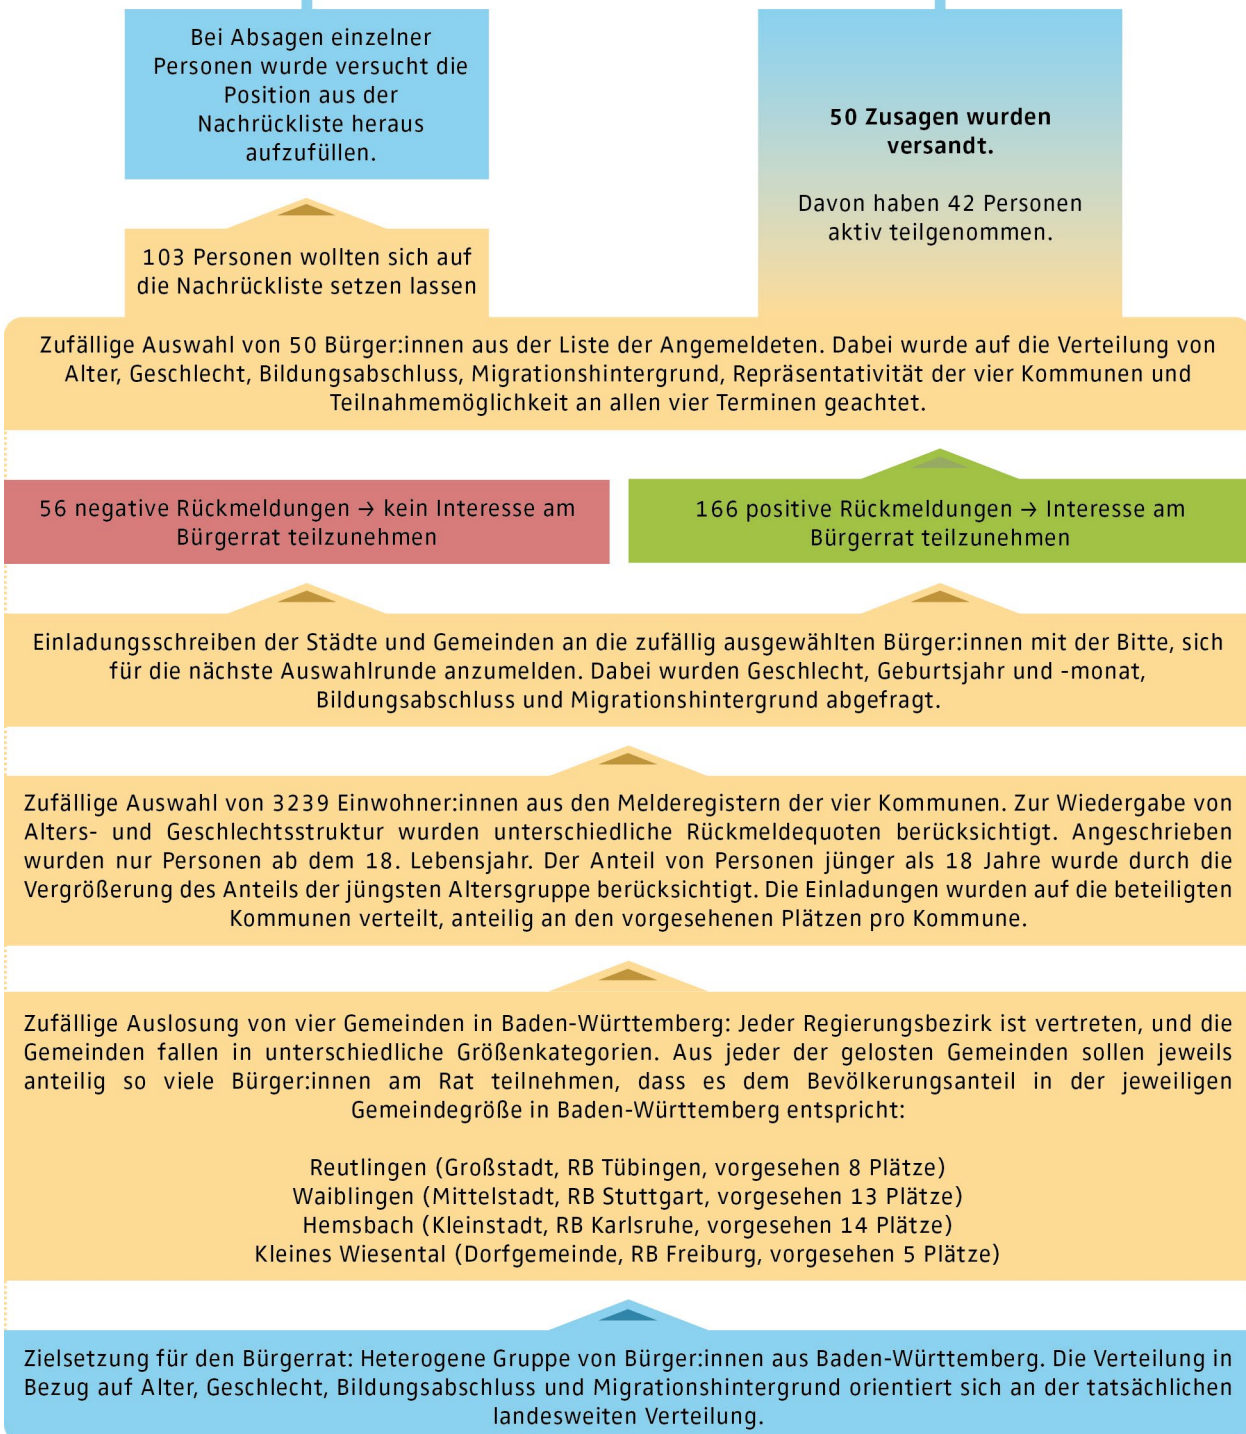 Bei Absagen einzelner
Personen wurde versucht die
Position aus der
Nachrückliste heraus
aufzufüllen.
50 Zusagen wurden
versandt.
Davon haben 42 Personen
aktiv teilgenommen.
103 Personen wollten sich auf
die Nachrückliste setzen lassen
Zufällige Auswahl von 50 Bürger:innen aus der Liste der Angemeldeten. Dabei wurde auf die Verteilung von
Alter, Geschlecht, Bildungsabschluss, Migrationshintergrund, Repräsentativität der vier Kommunen und
Teilnahmemöglichkeit an allen vier Terminen geachtet.
56 negative Rückmeldungen → kein Interesse am
Bürgerrat teilzunehmen
166 positive Rückmeldungen → Interesse am
Bürgerrat teilzunehmen
Einladungsschreiben der Städte und Gemeinden an die zufällig ausgewählten Bürger:innen mit der Bitte, sich
für die nächste Auswahlrunde anzumelden. Dabei wurden Geschlecht, Geburtsjahr und -monat,
Bildungsabschluss und Migrationshintergrund abgefragt.
Zufällige Auswahl von 3239 Einwohner:innen aus den Melderegistern der vier Kommunen. Zur Wiedergabe von
Alters- und Geschlechtsstruktur wurden unterschiedliche Rückmeldequoten berücksichtigt. Angeschrieben
wurden nur Personen ab dem 18. Lebensjahr. Der Anteil von Personen jünger als 18 Jahre wurde durch die
Vergrößerung des Anteils der jüngsten Altersgruppe berücksichtigt. Die Einladungen wurden auf die beteiligten
Kommunen verteilt, anteilig an den vorgesehenen Plätzen pro Kommune.
Zufällige Auslosung von vier Gemeinden in Baden-Württemberg: Jeder Regierungsbezirk ist vertreten, und die
Gemeinden fallen in unterschiedliche Größenkategorien. Aus jeder der gelosten Gemeinden sollen jeweils
anteilig so viele Bürger:innen am Rat teilnehmen, dass es dem Bevölkerungsanteil in der jeweiligen
Gemeindegröße in Baden-Württemberg entspricht:
Reutlingen (Großstadt, RB Tübingen, vorgesehen 8 Plätze)
Waiblingen (Mittelstadt, RB Stuttgart, vorgesehen 13 Plätze)
Hemsbach (Kleinstadt, RB Karlsruhe, vorgesehen 14 Plätze)
Kleines Wiesental (Dorfgemeinde, RB Freiburg, vorgesehen 5 Plätze)
Zielsetzung für den Bürgerrat: Heterogene Gruppe von Bürger:innen aus Baden-Württemberg. Die Verteilung in
Bezug auf Alter, Geschlecht, Bildungsabschluss und Migrationshintergrund orientiert sich an der tatsächlichen
landesweiten Verteilung.